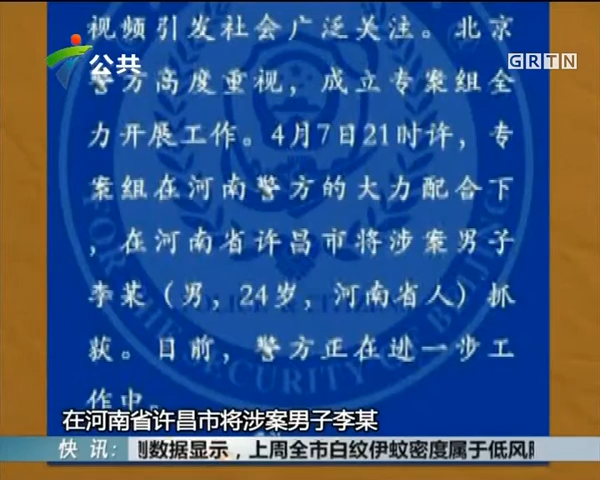 视频引发社会广泛关注。北京
公共
GRTN
警方高度重视，成立专案组全
力开展工作。4月7日21时许，专
案组在河南警方的大力配合下
，在河南省许昌市将涉案男子
李某（男，24岁，河南省人）抓
获。目前，警方正在进一步工
作中。
在河南省许昌市将涉案男子李某
快讯：
测数据显示，上周全市白纹伊蚊密度属于低风